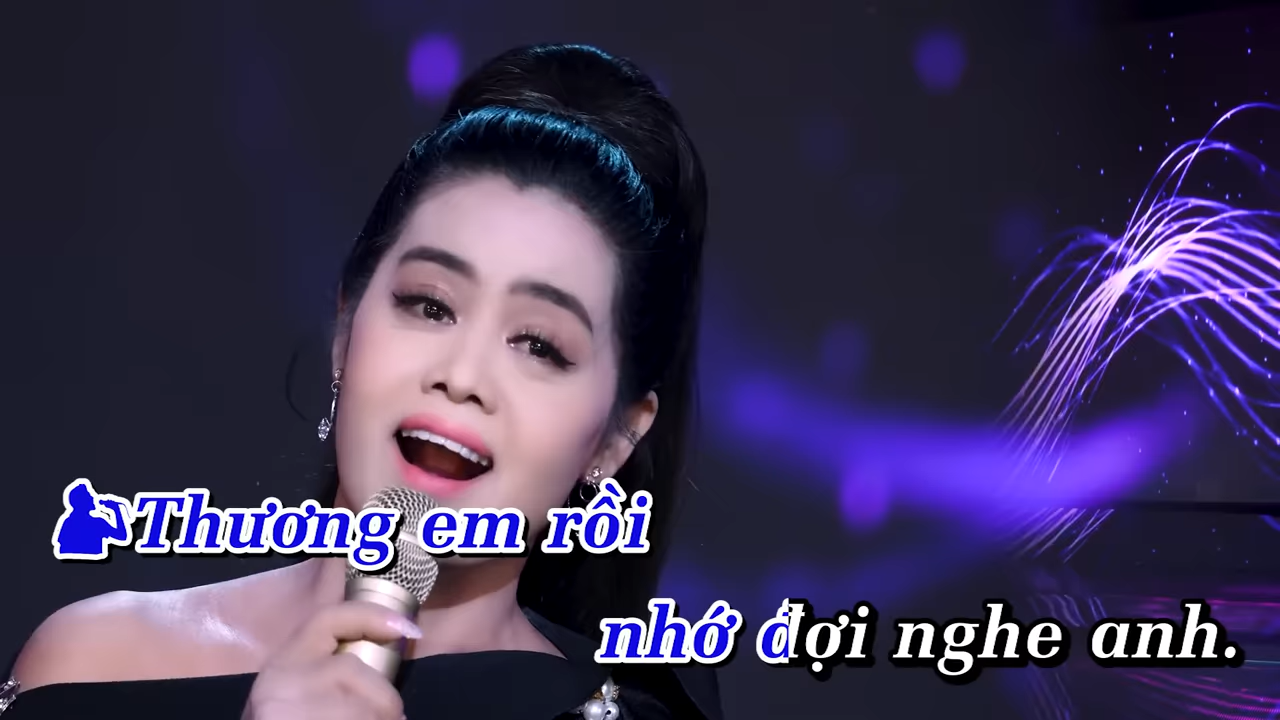 Thương em rồi
nhớ đợi nghe anh.